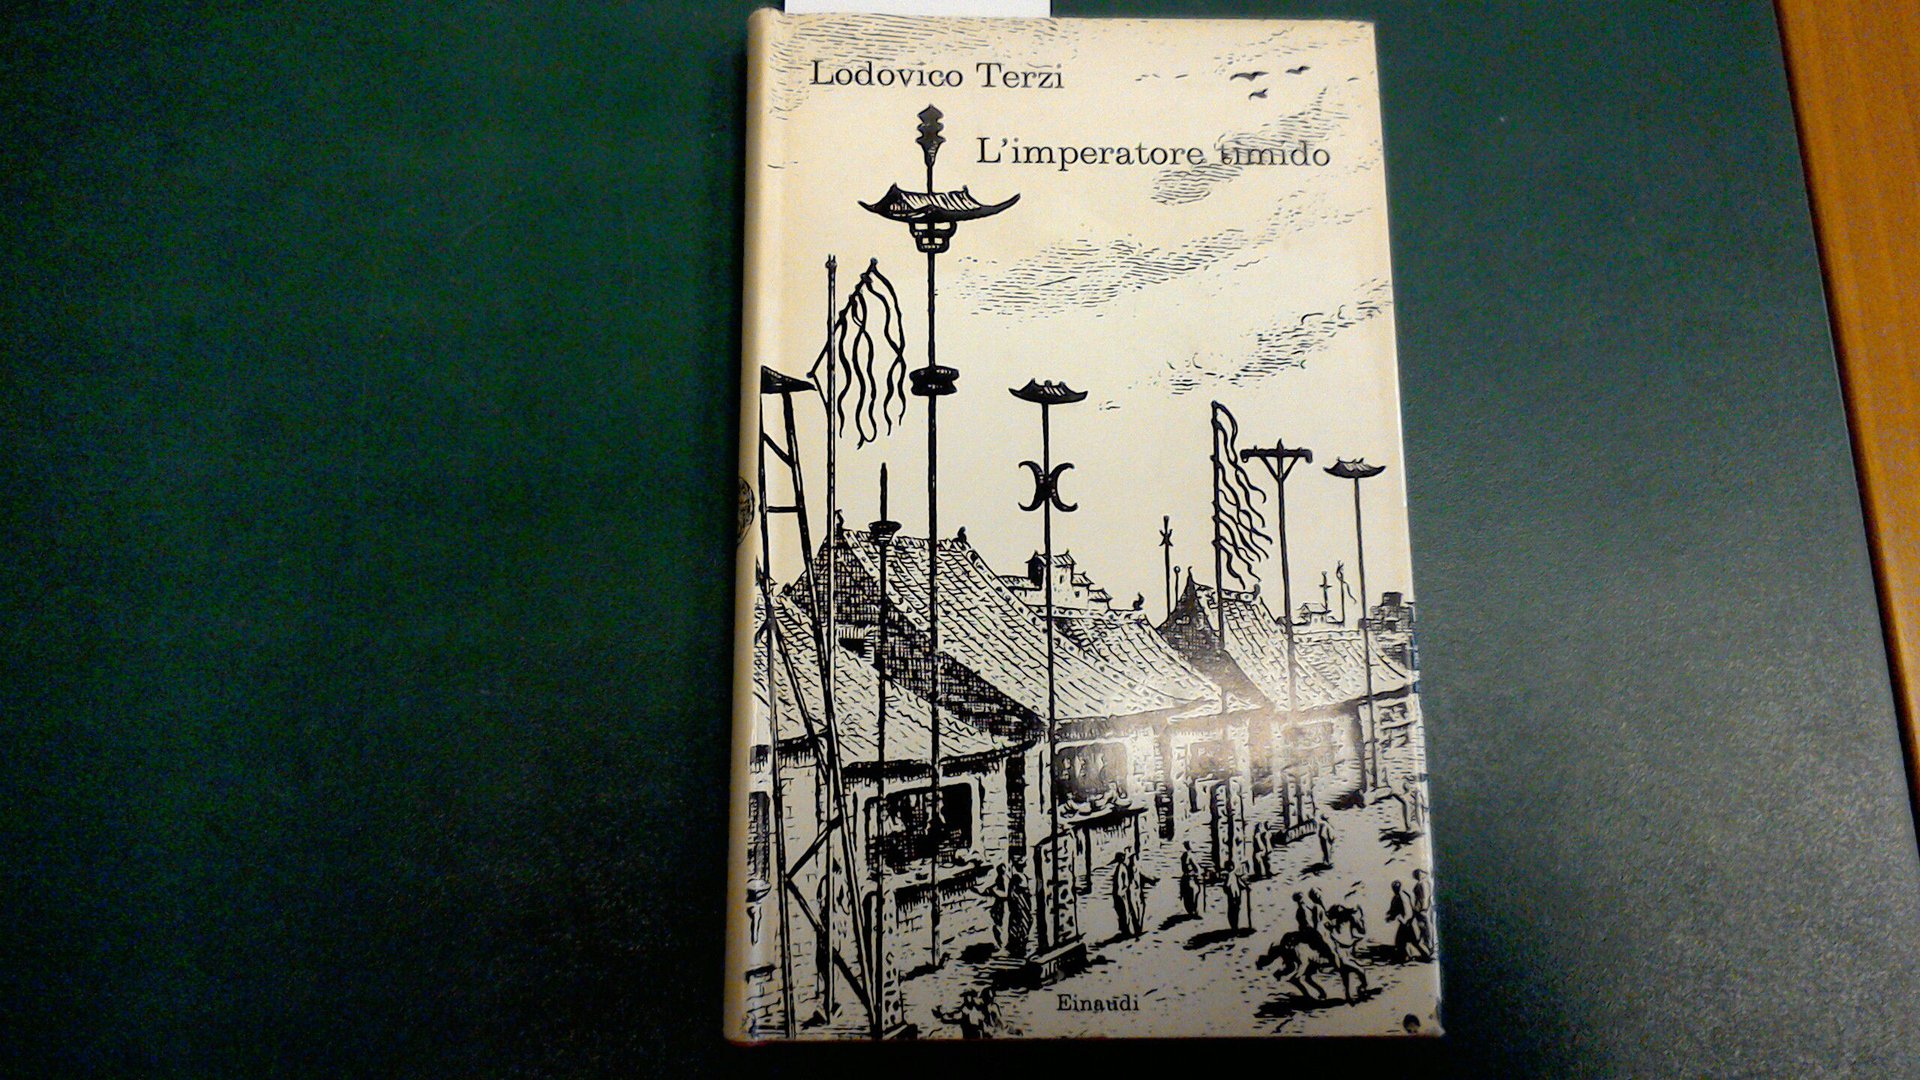 Lodovico Terzi
L'imperatore timido
Einaudi